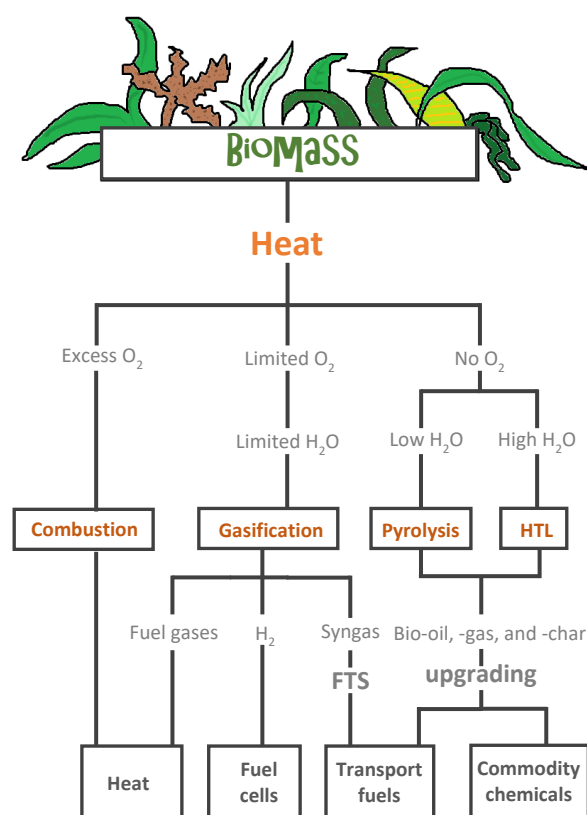 BioMASS
Heat
Excess O₂
Limited O₂
No O₂
Limited H₂O
Low H₂O
High H₂O
Combustion
Gasification
Pyrolysis
HTL
Fuel gases
H₂
Syngas
Bio-oil, -gas, and -char
FTS
upgrading
Heat
Fuel
cells
Transport
fuels
Commodity
chemicals